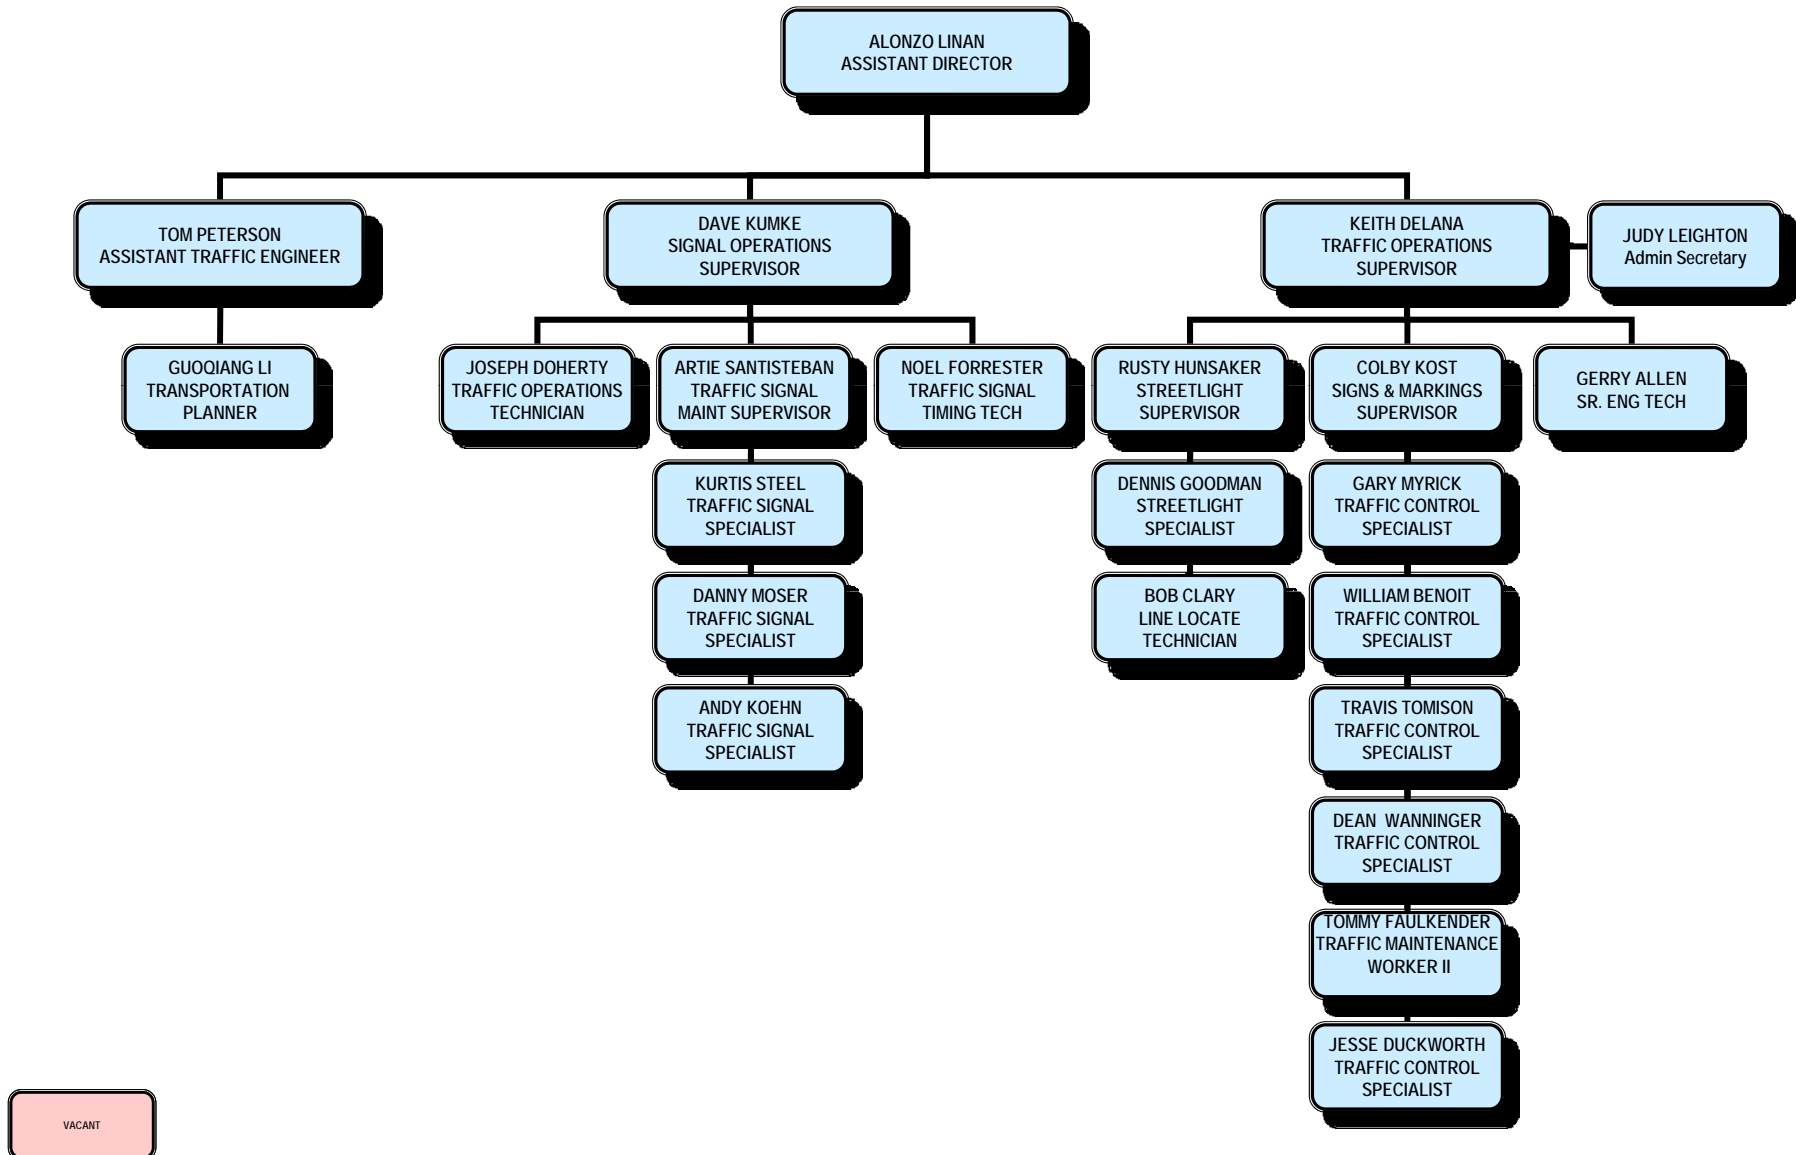 ALONZO LINAN
ASSISTANT DIRECTOR
TOM PETERSON
ASSISTANT TRAFFIC ENGINEER
DAVE KUMKE
SIGNAL OPERATIONS
SUPERVISOR
KEITH DELANA
TRAFFIC OPERATIONS
SUPERVISOR
JUDY LEIGHTON
Admin Secretary
GUOQIANG LI
TRANSPORTATION
PLANNER
JOSEPH DOHERTY
TRAFFIC OPERATIONS
TECHNICIAN
ARTIE SANTISTEBAN
TRAFFIC SIGNAL
MAINT SUPERVISOR
NOEL FORRESTER
TRAFFIC SIGNAL
TIMING TECH
RUSTY HUNSAKER
STREETLIGHT
SUPERVISOR
COLBY KOST
SIGNS & MARKINGS
SUPERVISOR
GERRY ALLEN
SR. ENG TECH
KURTIS STEEL
TRAFFIC SIGNAL
SPECIALIST
DENNIS GOODMAN
STREETLIGHT
SPECIALIST
GARY MYRICK
TRAFFIC CONTROL
SPECIALIST
DANNY MOSER
TRAFFIC SIGNAL
SPECIALIST
BOB CLARY
LINE LOCATE
TECHNICIAN
WILLIAM BENOIT
TRAFFIC CONTROL
SPECIALIST
ANDY KOEHN
TRAFFIC SIGNAL
SPECIALIST
TRAVIS TOMISON
TRAFFIC CONTROL
SPECIALIST
DEAN  WANNINGER
TRAFFIC CONTROL
SPECIALIST
TOMMY FAULKENDER
TRAFFIC MAINTENANCE
WORKER II
JESSE DUCKWORTH
TRAFFIC CONTROL
SPECIALIST
VACANT